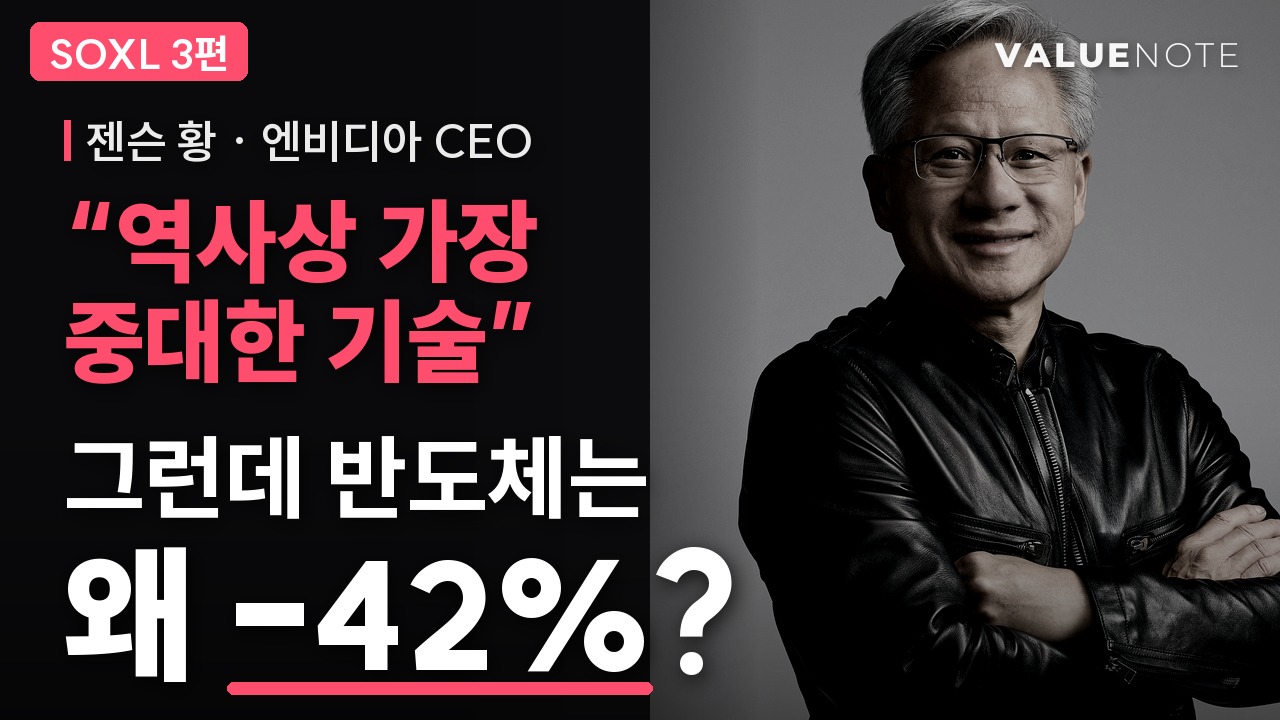 SOXL 3편
VALUENOTE
젠슨 황 · 엔비디아 CEO
“역사상 가장
중대한 기술”
그런데 반도체는
왜 -42%?